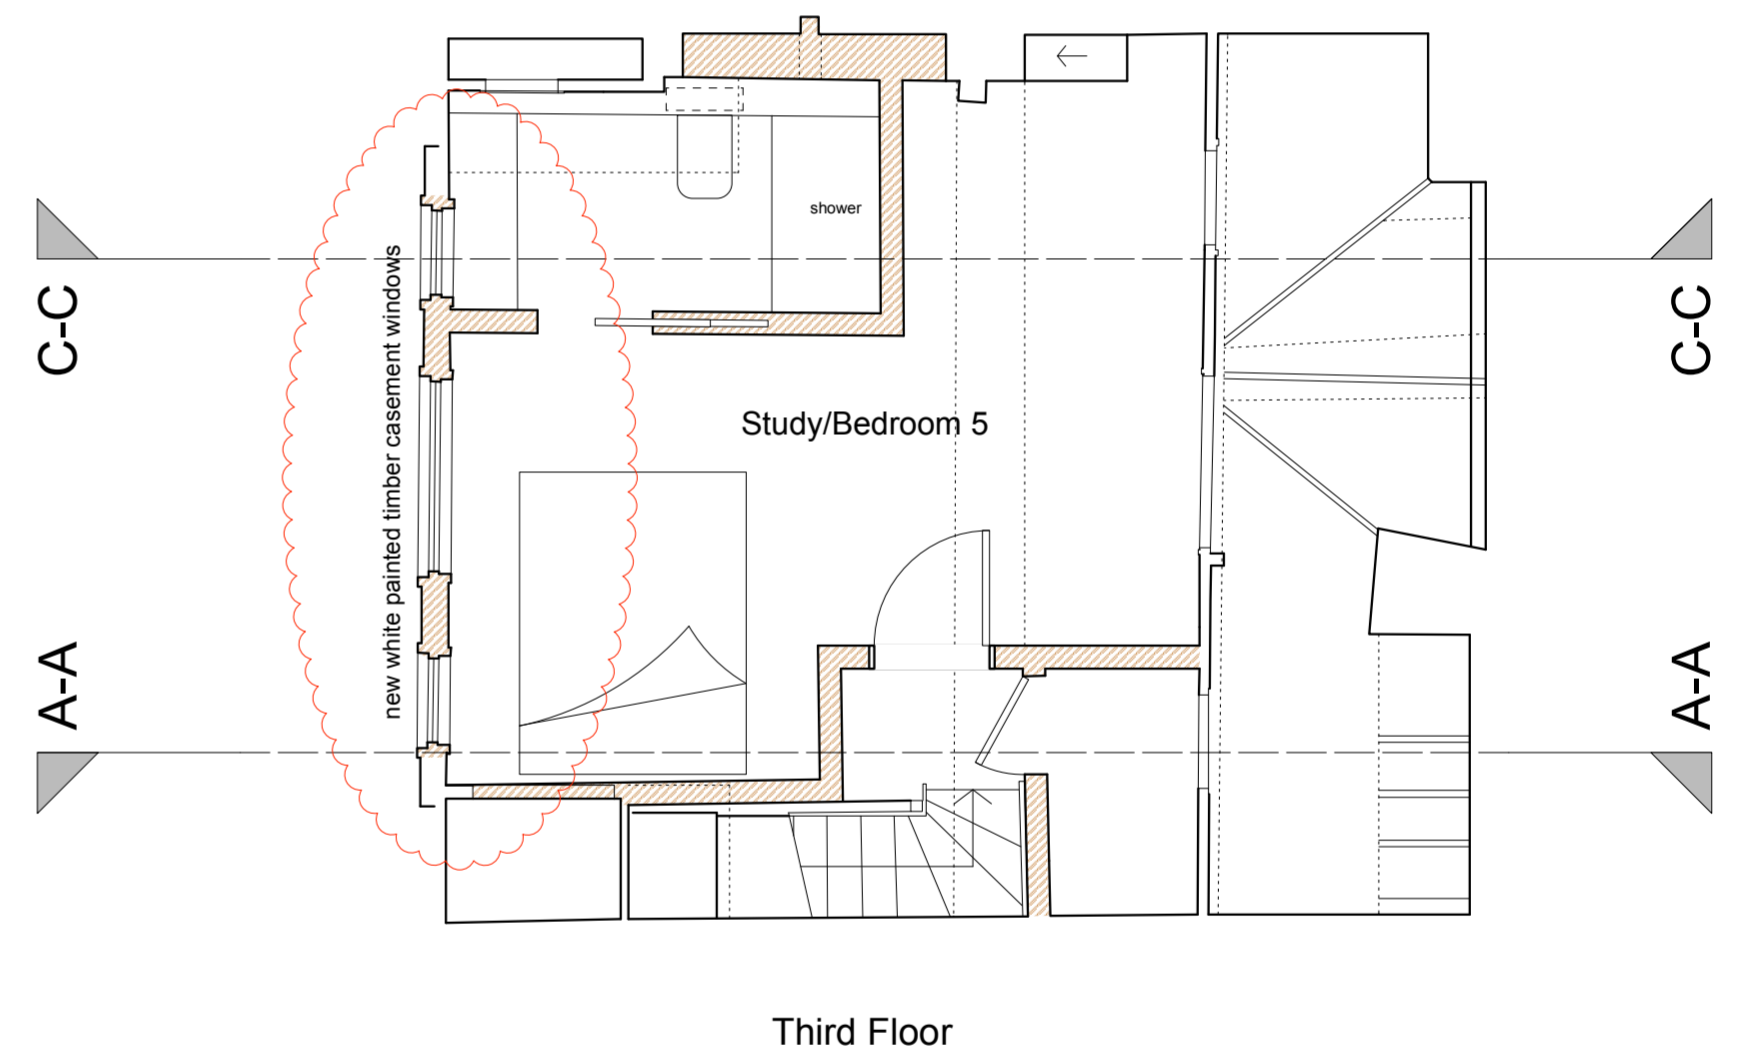 shower
C-C
C-C
new white painted timber casement windows
Study/Bedroom 5
A-A
A-A
Third Floor